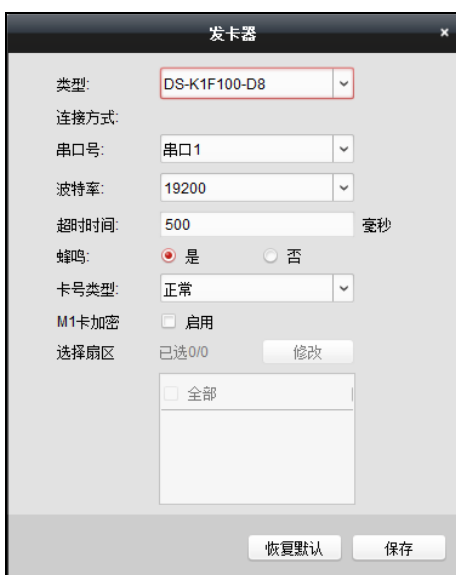 发卡器 ×
类型: DS-K1F100-D8
连接方式:
串口号: 串口1
波特率: 19200
超时时间: 500 毫秒
蜂鸣: 是 否
卡号类型: 正常
M1卡加密 启用
选择扇区 已选0/0 修改
全部
恢复默认 保存